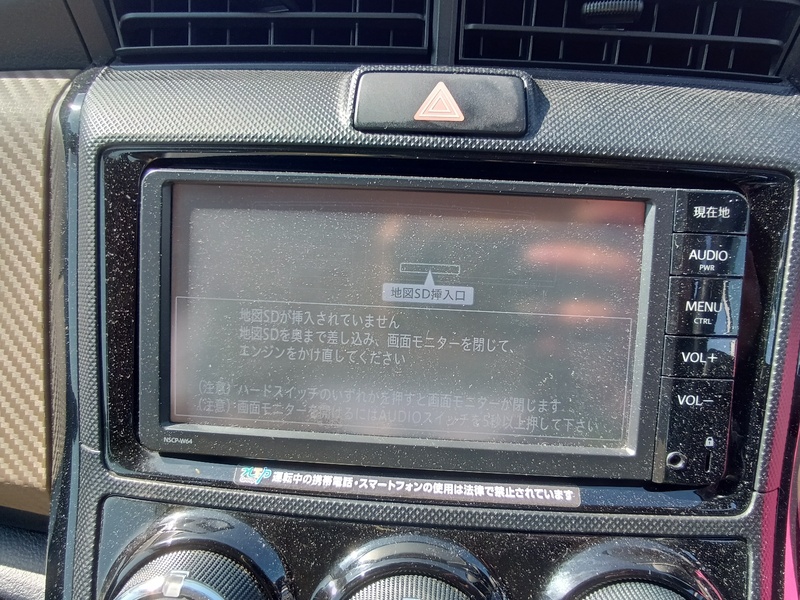 地図SD挿入口
地図SDが挿入されていません
地図SDを奥まで差し込み、画面モニターを閉じて、
エンジンをかけ直してください
(注意) ハードスイッチのいずれかを押すと画面モニターが閉じます
(注意) 画面モニターを開けるにはAUDIOスイッチを5秒以上押して下さい
現在地
AUDIO
PWR
MENU
CTRL
VOL+
VOL−
NSCP-W64
ストップ 運転中の携帯電話・スマートフォンの使用は法律で禁止されています